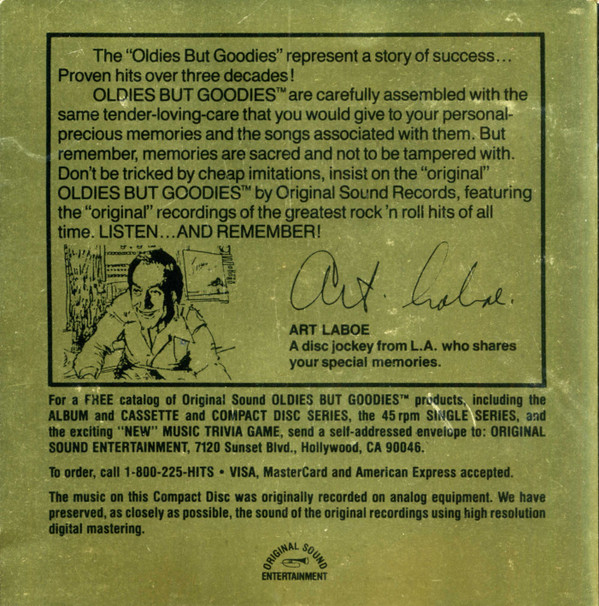 The "Oldies But Goodies" represent a story of success...
Proven hits over three decades!
OLDIES BUT GOODIES™ are carefully assembled with the
same tender-loving-care that you would give to your personal-
precious memories and the songs associated with them. But
remember, memories are sacred and not to be tampered with.
Don't be tricked by cheap imitations, insist on the "original"
OLDIES BUT GOODIES™ by Original Sound Records, featuring
the "original" recordings of the greatest rock 'n roll hits of all
time. LISTEN...AND REMEMBER!
Art. Laboe.
ART LABOE
A disc jockey from L.A. who shares
your special memories.
For a FREE catalog of Original Sound OLDIES BUT GOODIES™ products, including the
ALBUM and CASSETTE and COMPACT DISC SERIES, the 45 rpm SINGLE SERIES, and
the exciting "NEW" MUSIC TRIVIA GAME, send a self-addressed envelope to: ORIGINAL
SOUND ENTERTAINMENT, 7120 Sunset Blvd., Hollywood, CA 90046.
To order, call 1-800-225-HITS • VISA, MasterCard and American Express accepted.
The music on this Compact Disc was originally recorded on analog equipment. We have
preserved, as closely as possible, the sound of the original recordings using high resolution
digital mastering.
ORIGINAL SOUND
ENTERTAINMENT